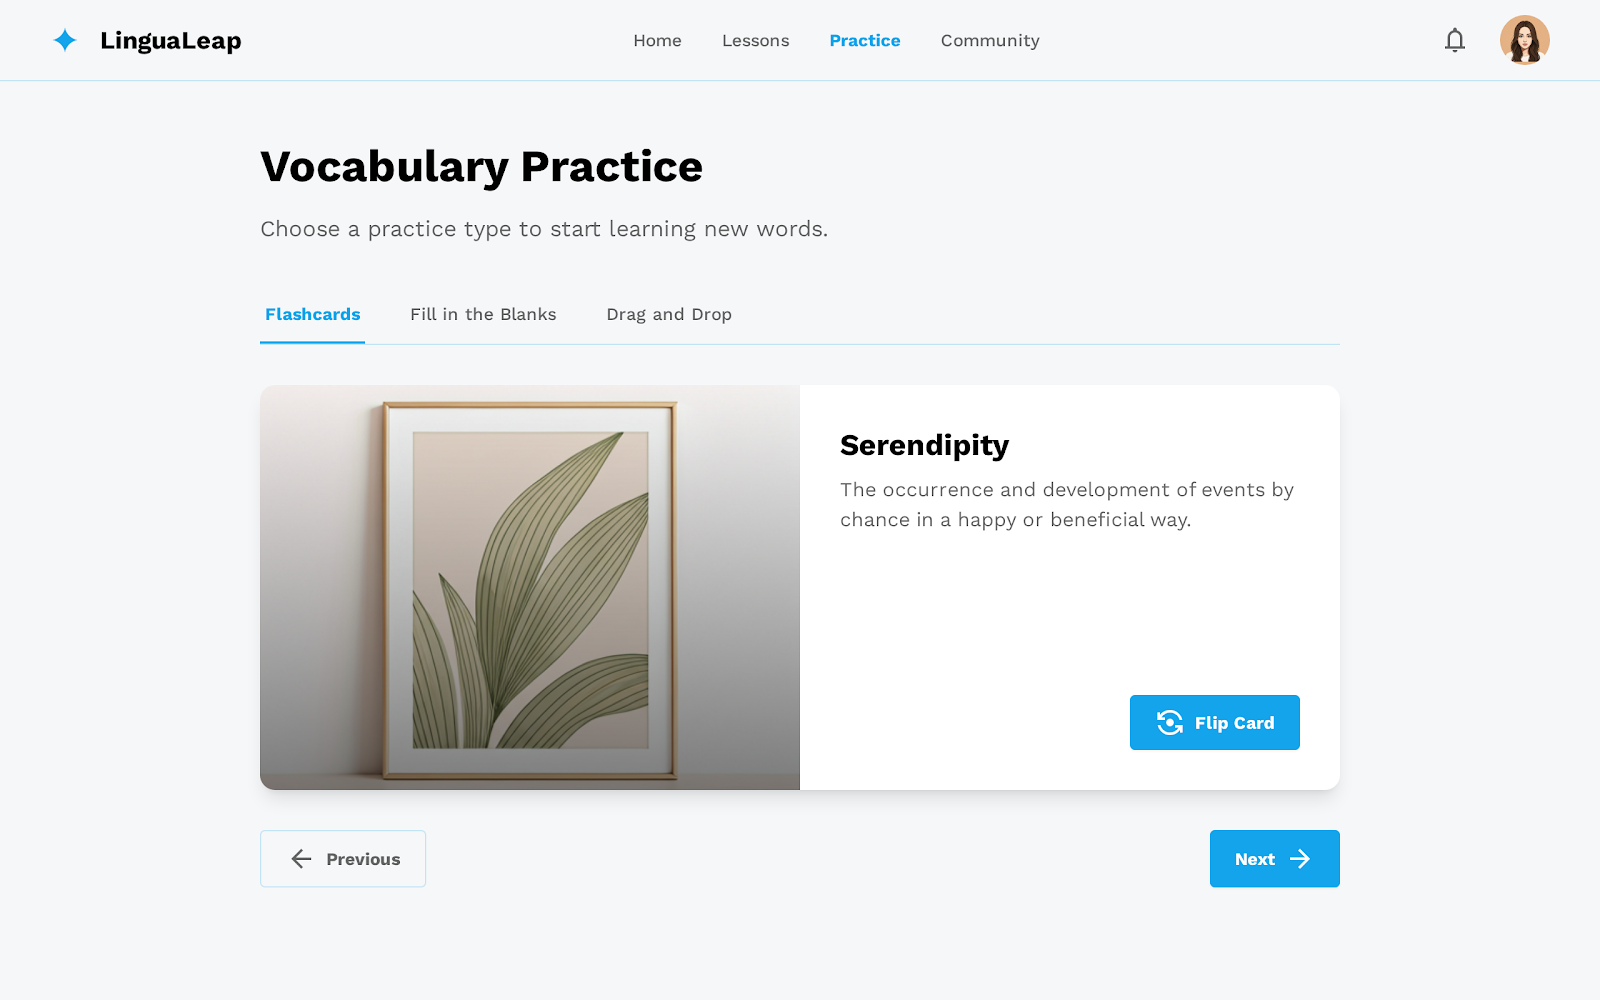 LinguaLeap
Home
Lessons
Practice
Community
Vocabulary Practice
Choose a practice type to start learning new words.
Flashcards
Fill in the Blanks
Drag and Drop
Serendipity
The occurrence and development of events by
chance in a happy or beneficial way.
Flip Card
Previous
Next